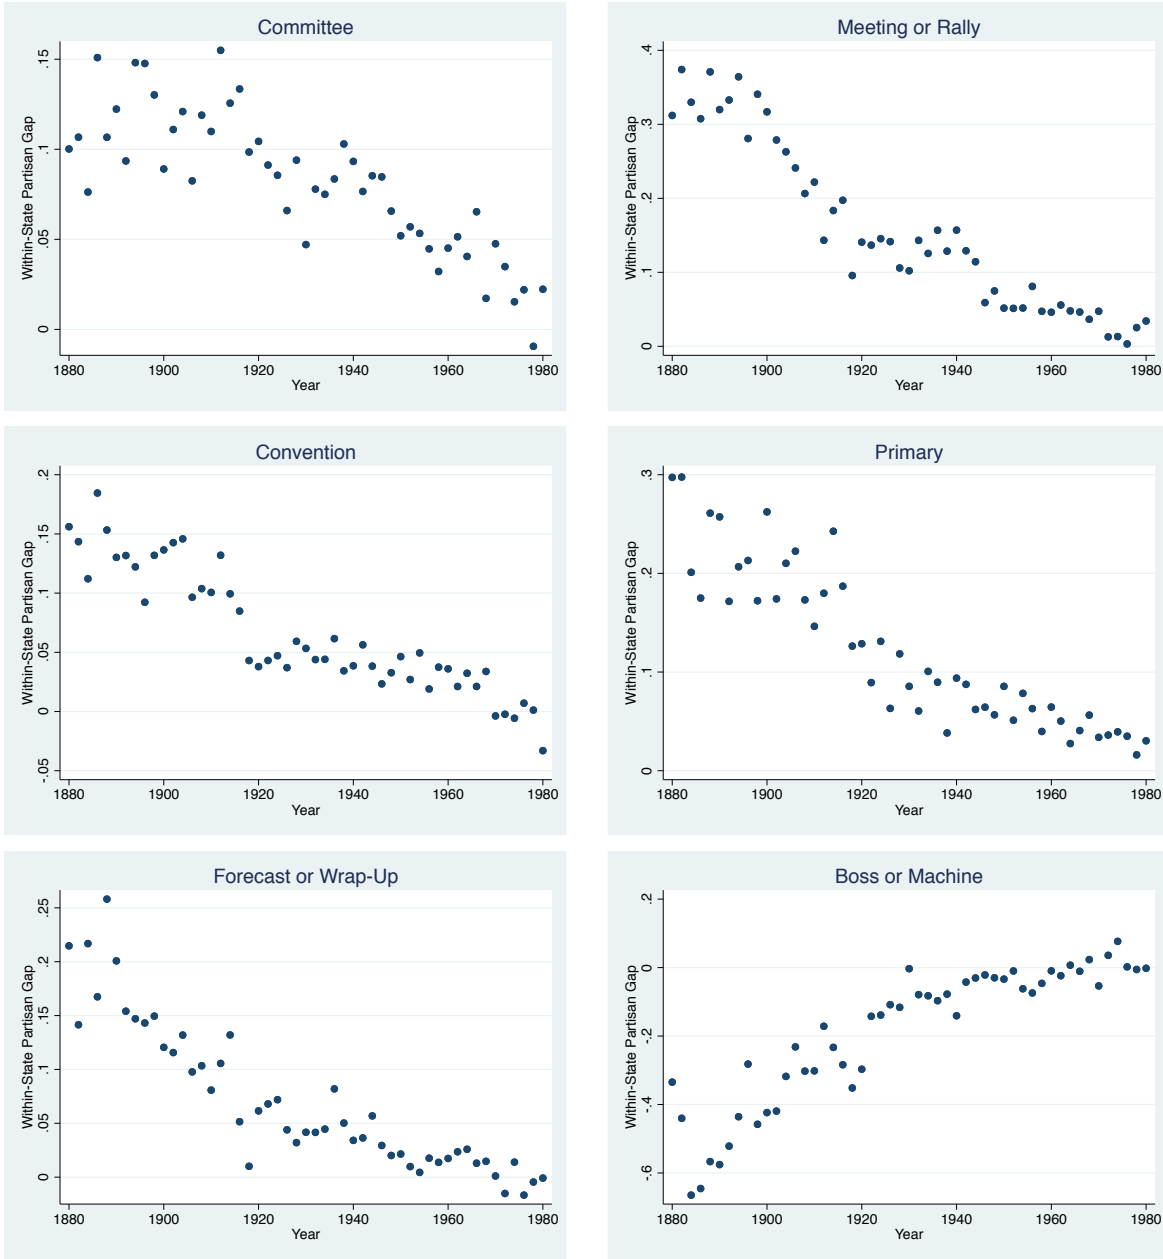 Committee
Within-State Partisan Gap
.15
.1
.05
0
1880 1900 1920 1940 1960 1980
Year
Meeting or Rally
Within-State Partisan Gap
.4
.3
.2
.1
0
1880 1900 1920 1940 1960 1980
Year
Convention
Within-State Partisan Gap
.2
.15
.1
.05
0
-.05
1880 1900 1920 1940 1960 1980
Year
Primary
Within-State Partisan Gap
.3
.2
.1
0
1880 1900 1920 1940 1960 1980
Year
Forecast or Wrap-Up
Within-State Partisan Gap
.25
.2
.15
.1
.05
0
1880 1900 1920 1940 1960 1980
Year
Boss or Machine
Within-State Partisan Gap
.2
0
-.2
-.4
-.6
1880 1900 1920 1940 1960 1980
Year